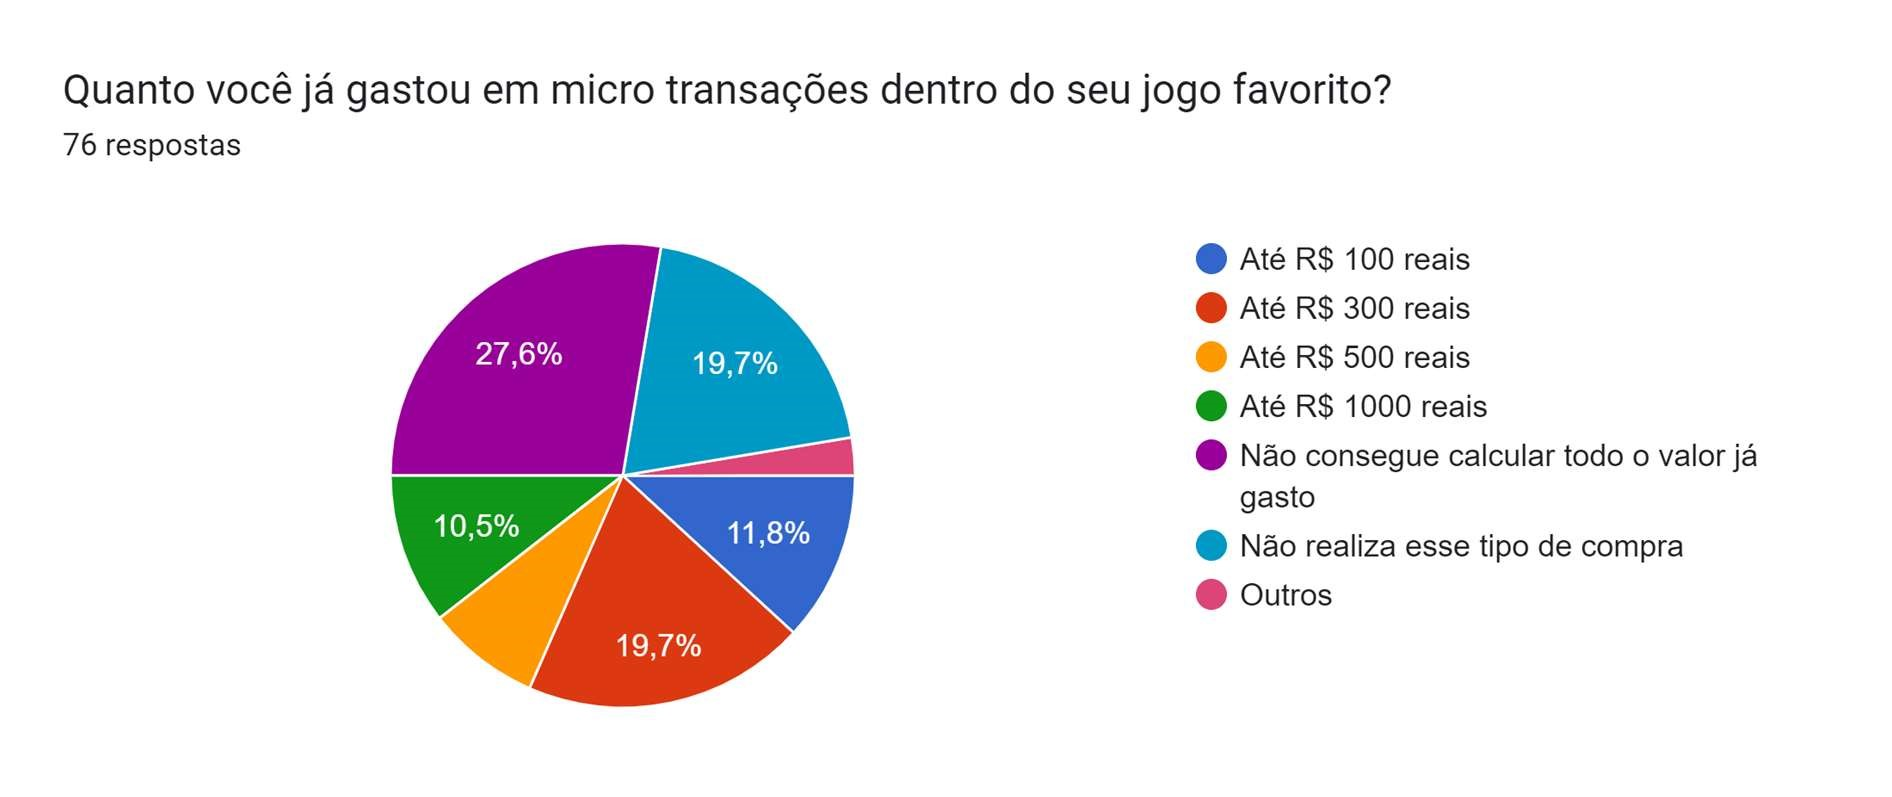 Quanto você já gastou em micro transações dentro do seu jogo favorito?
76 respostas
27,6%
19,7%
10,5%
11,8%
19,7%
Até R$ 100 reais
Até R$ 300 reais
Até R$ 500 reais
Até R$ 1000 reais
Não consegue calcular todo o valor já
gasto
Não realiza esse tipo de compra
Outros